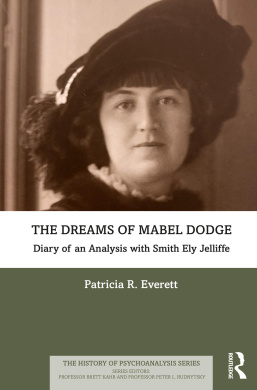 THE DREAMS OF MABEL DODGE
Diary of an Analysis with Smith Ely Jelliffe
Patricia R. Everett
THE HISTORY OF PSYCHOANALYSIS SERIES
SERIES EDITORS
PROFESSOR BRETT KAHR AND PROFESSOR PETER L. RUDNYTSKY
ROUTLEDGE